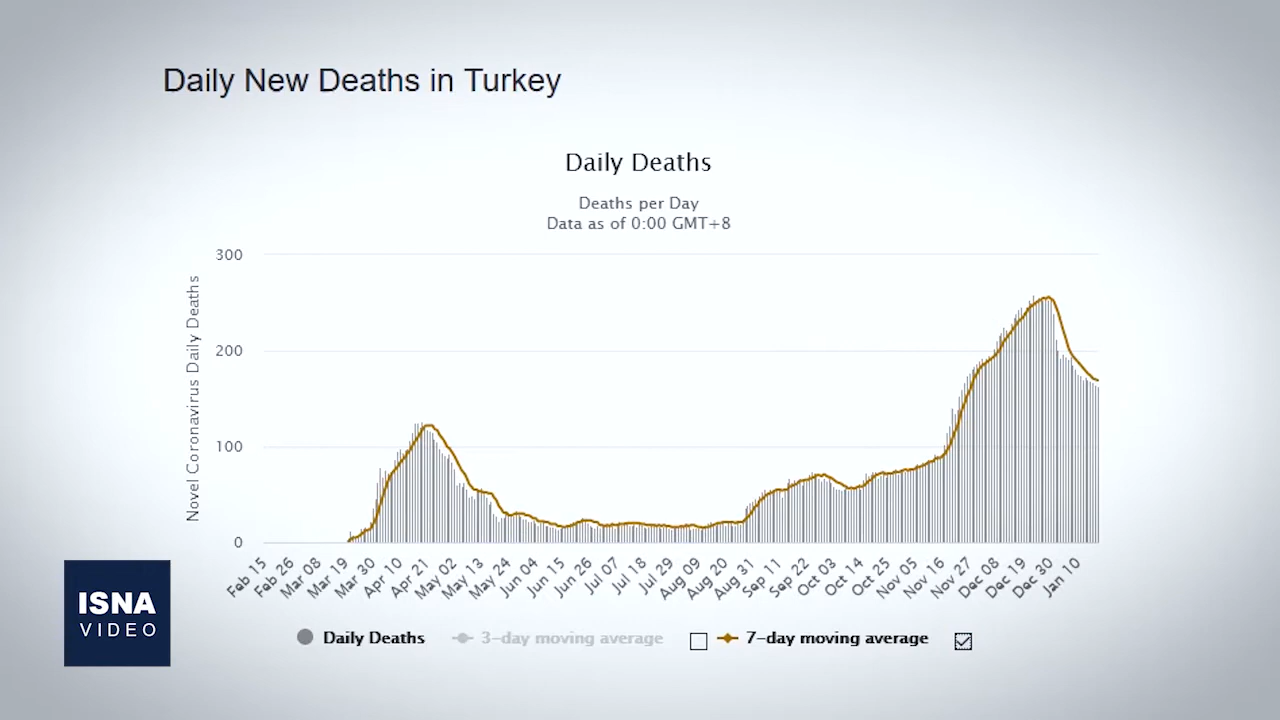 Daily New Deaths in Turkey
Daily Deaths
Deaths per Day
Data as of 0:00 GMT+8
Novel Coronavirus Daily Deaths
300
200
100
0
Feb 15
Feb 26
Mar 08
Mar 19
Mar 30
Apr 10
Apr 21
May 02
May 13
May 24
Jun 04
Jun 15
Jun 26
Jul 07
Jul 18
Jul 29
Aug 09
Aug 20
Aug 31
Sep 11
Sep 22
Oct 03
Oct 14
Oct 25
Nov 05
Nov 16
Nov 27
Dec 08
Dec 19
Dec 30
Jan 10
Daily Deaths 3-day moving average 7-day moving average
ISNA
VIDEO